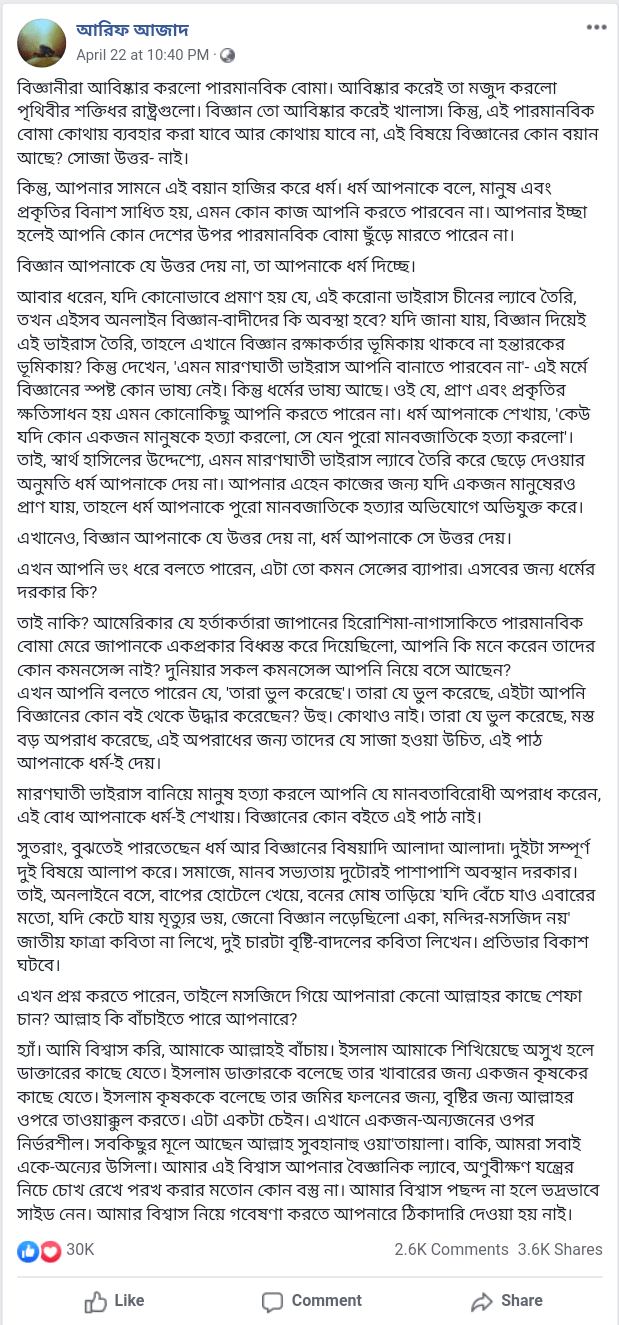 আরিফ আজাদ
April 22 at 10:40 PM ·
বিজ্ঞানীরা আবিষ্কার করলো পারমানবিক বোমা। আবিষ্কার করেই তা মজুদ করলো
পৃথিবীর শক্তিধর রাষ্ট্রগুলো। বিজ্ঞান তো আবিষ্কার করেই খালাস। কিন্তু, এই পারমানবিক
বোমা কোথায় ব্যবহার করা যাবে আর কোথায় যাবে না, এই বিষয়ে বিজ্ঞানের কোন বয়ান
আছে? সোজা উত্তর- নাই।
কিন্তু, আপনার সামনে এই বয়ান হাজির করে ধর্ম। ধর্ম আপনাকে বলে, মানুষ এবং
প্রকৃতির বিনাশ সাধিত হয়, এমন কোন কাজ আপনি করতে পারবেন না। আপনার ইচ্ছা
হলেই আপনি কোন দেশের উপর পারমানবিক বোমা ছুঁড়ে মারতে পারেন না।
বিজ্ঞান আপনাকে যে উত্তর দেয় না, তা আপনাকে ধর্ম দিচ্ছে।
আবার ধরেন, যদি কোনোভাবে প্রমাণ হয় যে, এই করোনা ভাইরাস চীনের ল্যাবে তৈরি,
তখন এইসব অনলাইন বিজ্ঞান-বাদীদের কি অবস্থা হবে? যদি জানা যায়, বিজ্ঞান দিয়েই
এই ভাইরাস তৈরি, তাহলে এখানে বিজ্ঞান রক্ষাকর্তার ভূমিকায় থাকবে না হন্তারকের
ভূমিকায়? কিন্তু দেখেন, 'এমন মারণঘাতী ভাইরাস আপনি বানাতে পারবেন না'- এই মর্মে
বিজ্ঞানের স্পষ্ট কোন ভাষ্য নেই। কিন্তু ধর্মের ভাষ্য আছে। ওই যে, প্রাণ এবং প্রকৃতির
ক্ষতিসাধন হয় এমন কোনোকিছু আপনি করতে পারেন না। ধর্ম আপনাকে শেখায়, 'কেউ
যদি কোন একজন মানুষকে হত্যা করলো, সে যেন পুরো মানবজাতিকে হত্যা করলো'।
তাই, স্বার্থ হাসিলের উদ্দেশ্যে, এমন মারণঘাতী ভাইরাস ল্যাবে তৈরি করে ছেড়ে দেওয়ার
অনুমতি ধর্ম আপনাকে দেয় না। আপনার এহেন কাজের জন্য যদি একজন মানুষেরও
প্রাণ যায়, তাহলে ধর্ম আপনাকে পুরো মানবজাতিকে হত্যার অভিযোগে অভিযুক্ত করে।
এখানেও, বিজ্ঞান আপনাকে যে উত্তর দেয় না, ধর্ম আপনাকে সে উত্তর দেয়।
এখন আপনি ভং ধরে বলতে পারেন, এটা তো কমন সেন্সের ব্যাপার। এসবের জন্য ধর্মের
দরকার কি?
তাই নাকি? আমেরিকার যে হর্তাকর্তারা জাপানের হিরোশিমা-নাগাসাকিতে পারমানবিক
বোমা মেরে জাপানকে একপ্রকার বিধ্বস্ত করে দিয়েছিলো, আপনি কি মনে করেন তাদের
কোন কমনসেন্স নাই? দুনিয়ার সকল কমনসেন্স আপনি নিয়ে বসে আছেন?
এখন আপনি বলতে পারেন যে, 'তারা ভুল করেছে'। তারা যে ভুল করেছে, এইটা আপনি
বিজ্ঞানের কোন বই থেকে উদ্ধার করেছেন? উহু। কোথাও নাই। তারা যে ভুল করেছে, মস্ত
বড় অপরাধ করেছে, এই অপরাধের জন্য তাদের যে সাজা হওয়া উচিত, এই পাঠ
আপনাকে ধর্ম-ই দেয়।
মারণঘাতী ভাইরাস বানিয়ে মানুষ হত্যা করলে আপনি যে মানবতাবিরোধী অপরাধ করেন,
এই বোধ আপনাকে ধর্ম-ই শেখায়। বিজ্ঞানের কোন বইতে এই পাঠ নাই।
সুতরাং, বুঝতেই পারতেছেন ধর্ম আর বিজ্ঞানের বিষয়াদি আলাদা আলাদা। দুইটা সম্পূর্ণ
দুই বিষয়ে আলাপ করে। সমাজে, মানব সভ্যতায় দুটোরই পাশাপাশি অবস্থান দরকার।
তাই, অনলাইনে বসে, বাপের হোটেলে খেয়ে, বনের মোষ তাড়িয়ে 'যদি বেঁচে যাও এবারের
মতো, যদি কেটে যায় মৃত্যুর ভয়, জেনো বিজ্ঞান লড়েছিলো একা, মন্দির-মসজিদ নয়'
জাতীয় ফাত্রা কবিতা না লিখে, দুই চারটা বৃষ্টি-বাদলের কবিতা লিখেন। প্রতিভার বিকাশ
ঘটবে।
এখন প্রশ্ন করতে পারেন, তাইলে মসজিদে গিয়ে আপনারা কেনো আল্লাহর কাছে শেফা
চান? আল্লাহ কি বাঁচাইতে পারে আপনারে?
হ্যাঁ। আমি বিশ্বাস করি, আমাকে আল্লাহই বাঁচায়। ইসলাম আমাকে শিখিয়েছে অসুখ হলে
ডাক্তারের কাছে যেতে। ইসলাম ডাক্তারকে বলেছে তার খাবারের জন্য একজন কৃষকের
কাছে যেতে। ইসলাম কৃষককে বলেছে তার জমির ফলনের জন্য, বৃষ্টির জন্য আল্লাহর
ওপরে তাওয়াক্কুল করতে। এটা একটা চেইন। এখানে একজন-অন্যজনের ওপর
নির্ভরশীল। সবকিছুর মূলে আছেন আল্লাহ সুবহানাহু ওয়া'তায়ালা। বাকি, আমরা সবাই
একে-অন্যের উসিলা। আমার এই বিশ্বাস আপনার বৈজ্ঞানিক ল্যাবে, অণুবীক্ষণ যন্ত্রের
নিচে চোখ রেখে পরখ করার মতোন কোন বস্তু না। আমার বিশ্বাস পছন্দ না হলে ভদ্রভাবে
সাইড নেন। আমার বিশ্বাস নিয়ে গবেষণা করতে আপনারে ঠিকাদারি দেওয়া হয় নাই।
30K 2.6K Comments 3.6K Shares
Like Comment Share